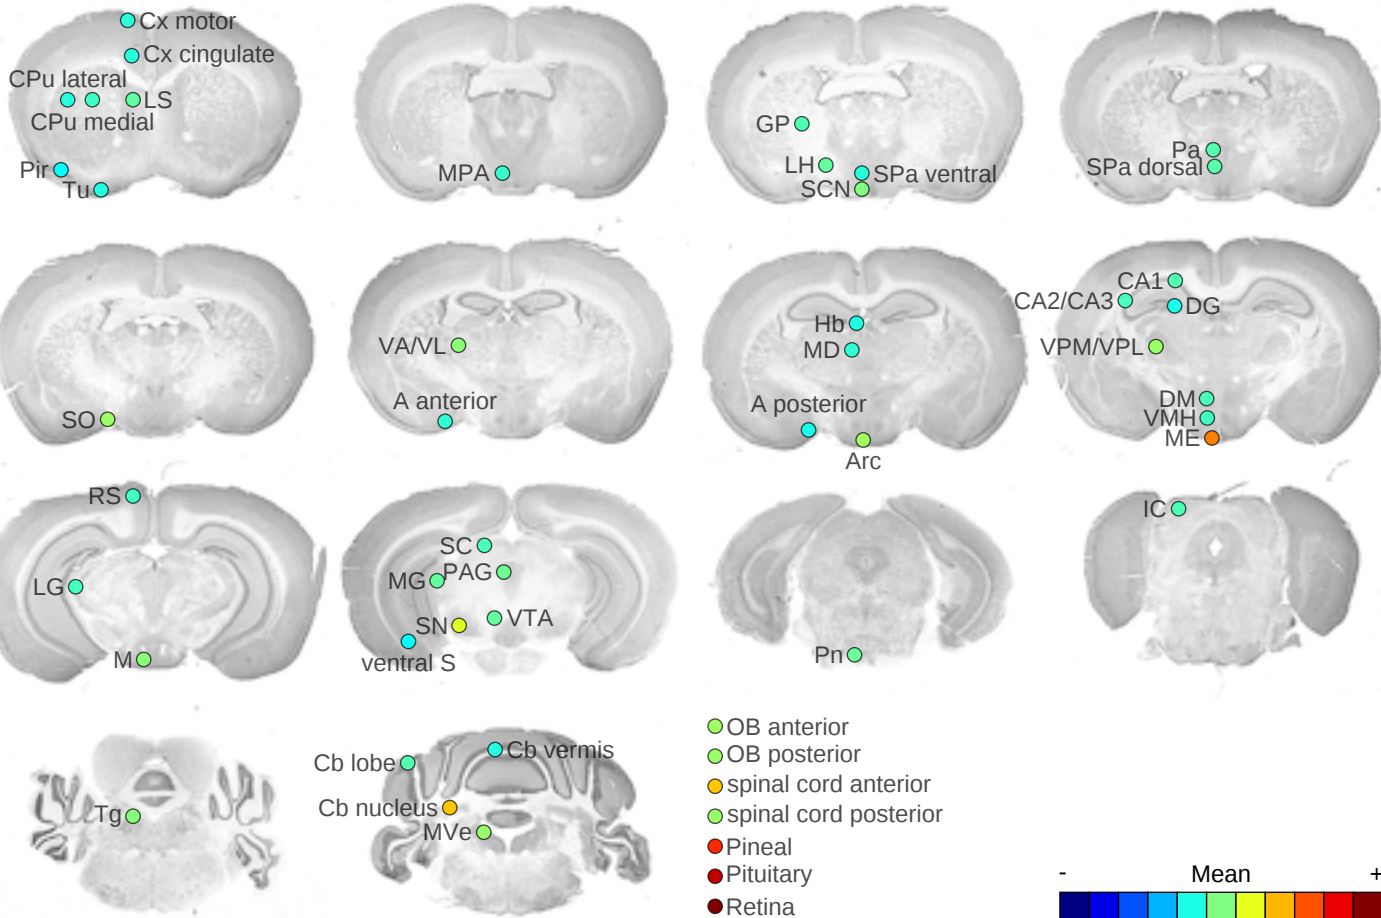 Cx motor
Cx cingulate
CPu lateral
LS
CPu medial
Pir
Tu
MPA
GP
LH
SPa ventral
SCN
Pa
SPa dorsal
SO
VA/VL
A anterior
Hb
MD
A posterior
Arc
CA1
CA2/CA3
DG
VPM/VPL
DM
VMH
ME
RS
LG
M
SC
MG
PAG
SN
VTA
ventral S
Pn
IC
Tg
Cb lobe
Cb vermis
Cb nucleus
MVe
OB anterior
OB posterior
spinal cord anterior
spinal cord posterior
Pineal
Pituitary
Retina
- Mean +